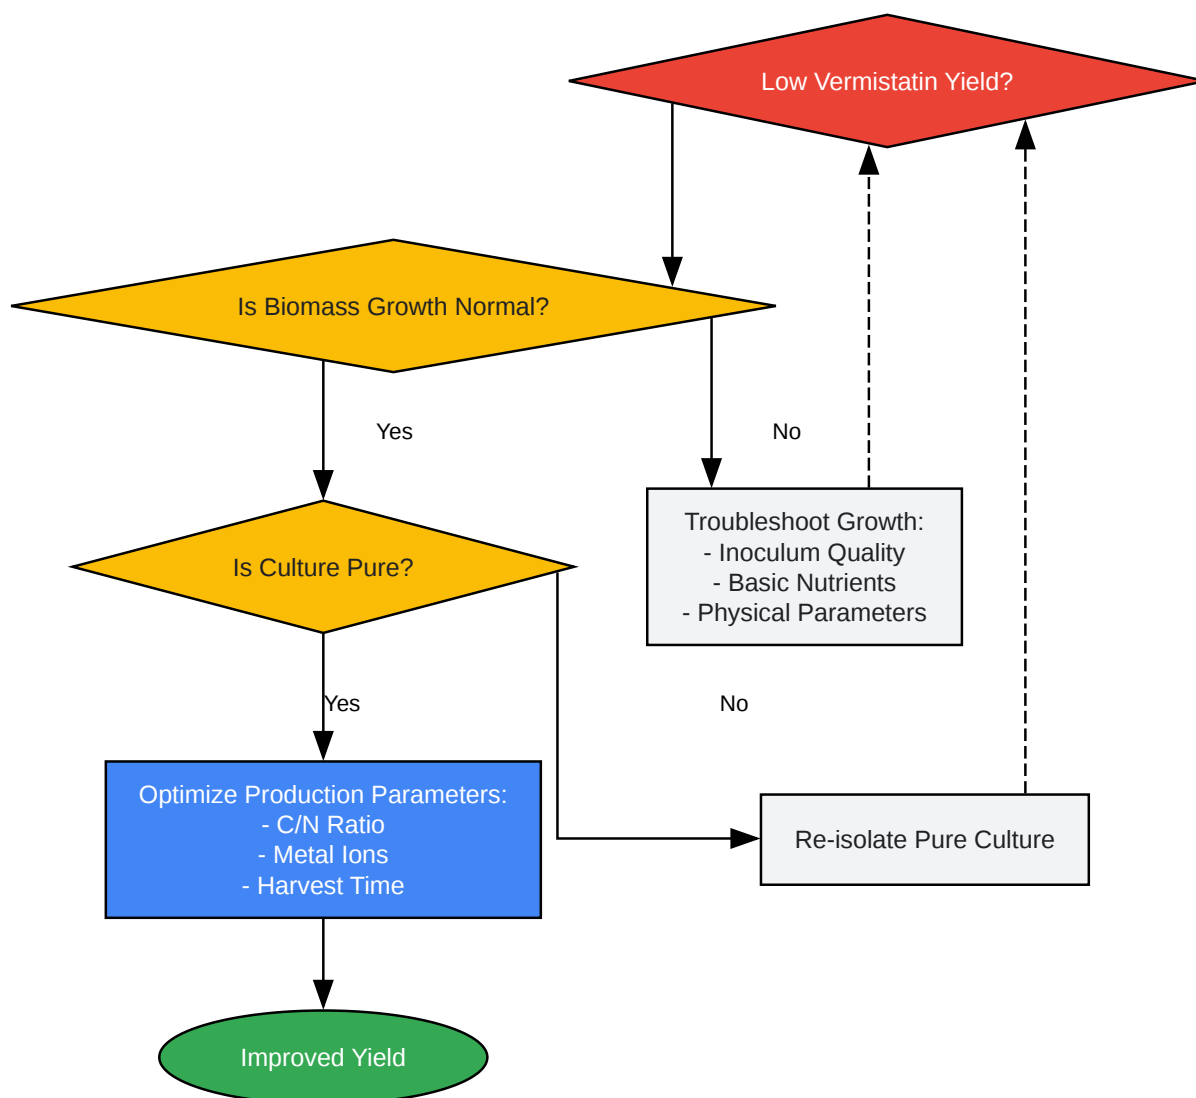 Low Vermistatin Yield?
Is Biomass Growth Normal?
Yes
No
Troubleshoot Growth:
- Inoculum Quality
- Basic Nutrients
- Physical Parameters
Is Culture Pure?
Yes
No
Optimize Production Parameters:
- C/N Ratio
- Metal Ions
- Harvest Time
Re-isolate Pure Culture
Improved Yield